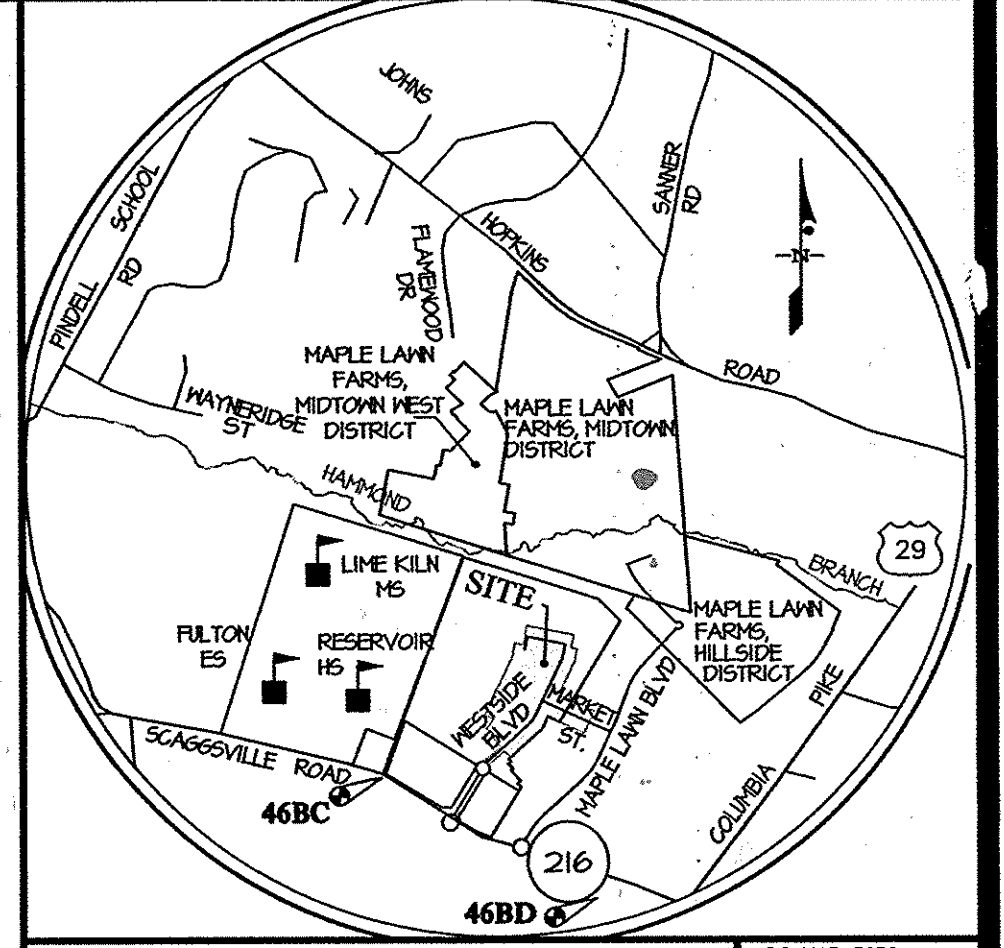 JOHNS
SCHOOL
SANNER
RD
PINDELL
RD
HOPKINS
FLAMEWOOD
DR
N
MAPLE LAWN
FARMS,
MIDTOWN WEST
DISTRICT
ROAD
WAYNERIDGE
ST
MAPLE LAWN
FARMS, MIDTOWN
DISTRICT
HAMMOND
29
LIME KILN
MS
SITE
BRANCH
MAPLE LAWN
FARMS,
HILLSIDE
DISTRICT
FULTON
ES
RESERVOIR
HS
WESTSIDE
BLVD
MARKET
ST.
MAPLE LAWN BLVD
PIKE
COLUMBIA
SCAGGSVILLE ROAD
46BC
216
46BD